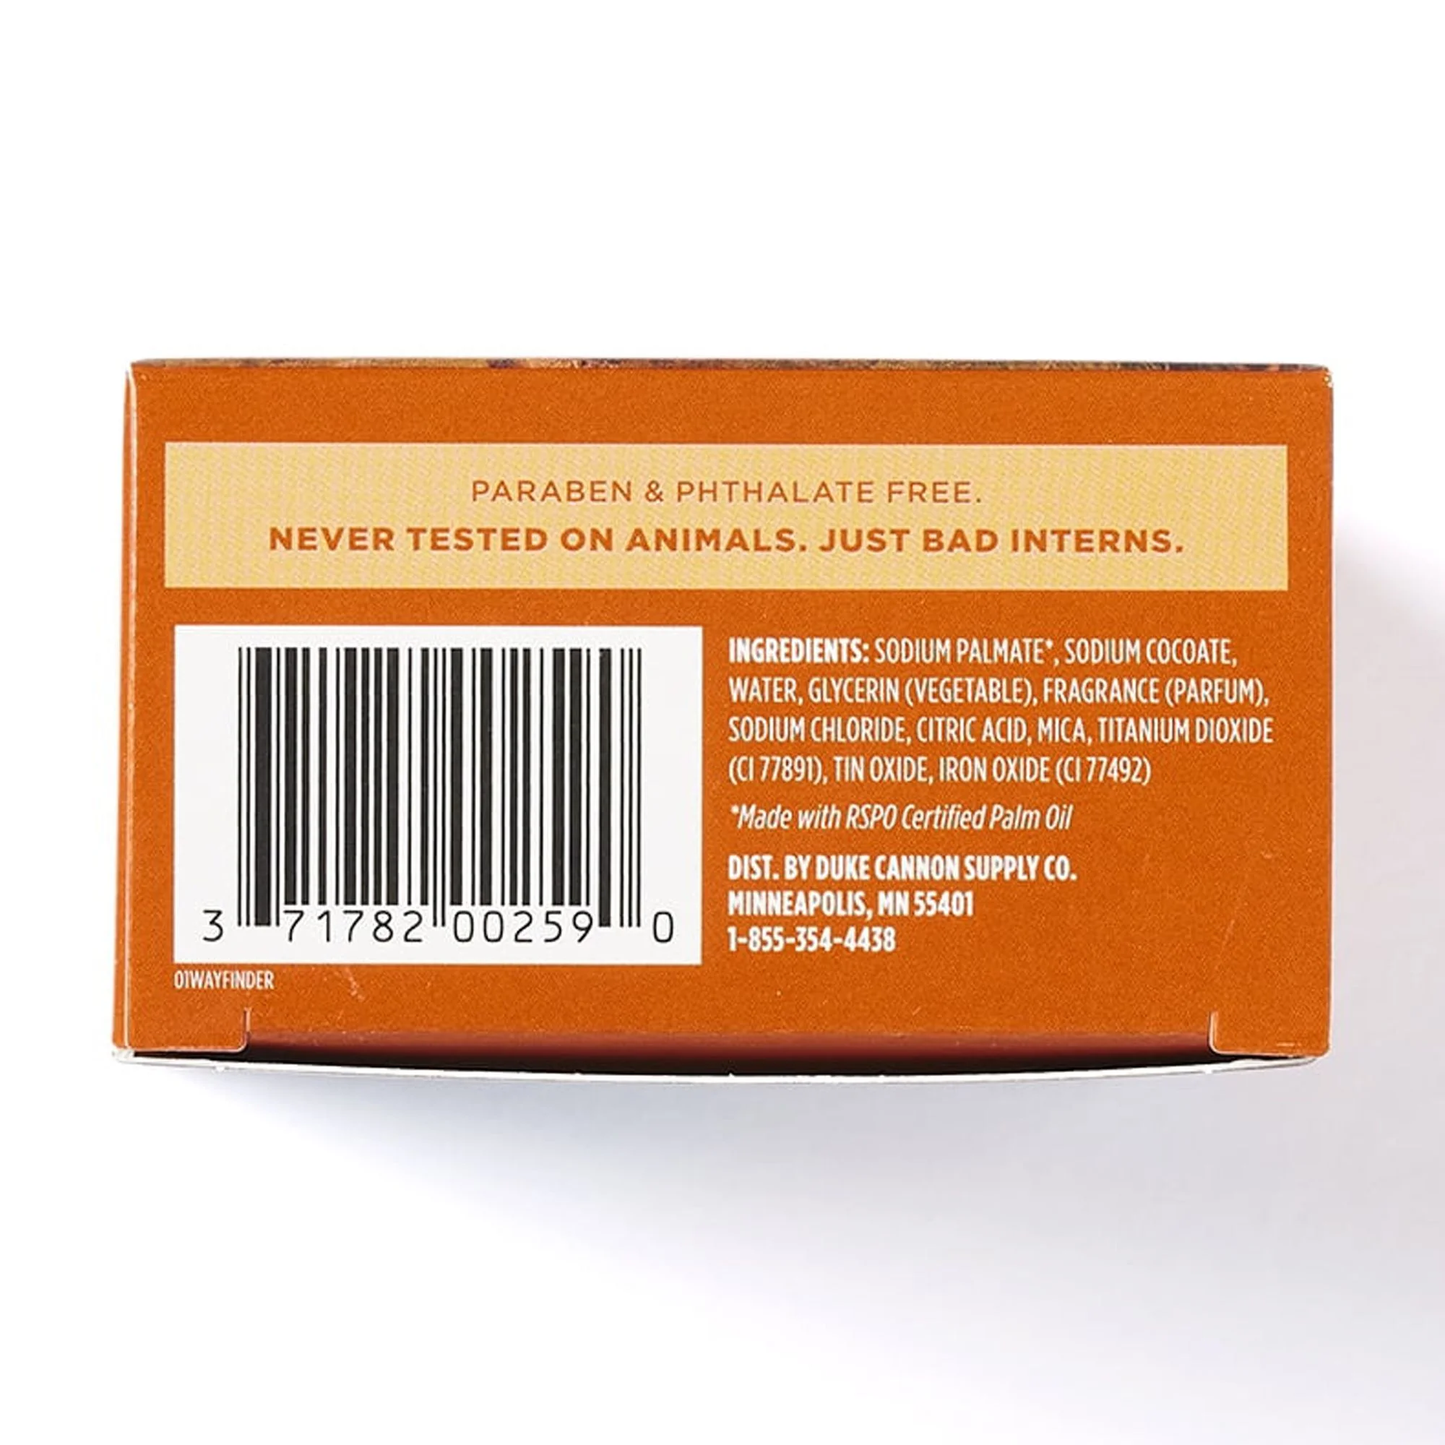 PARABEN & PHTHALATE FREE.
NEVER TESTED ON ANIMALS. JUST BAD INTERNS.
3 71782 00259 0
01WAYFINDER
INGREDIENTS: SODIUM PALMATE*, SODIUM COCOATE,
WATER, GLYCERIN (VEGETABLE), FRAGRANCE (PARFUM),
SODIUM CHLORIDE, CITRIC ACID, MICA, TITANIUM DIOXIDE
(CI 77891), TIN OXIDE, IRON OXIDE (CI 77492)
*Made with RSPO Certified Palm Oil
DIST. BY DUKE CANNON SUPPLY CO.
MINNEAPOLIS, MN 55401
1-855-354-4438